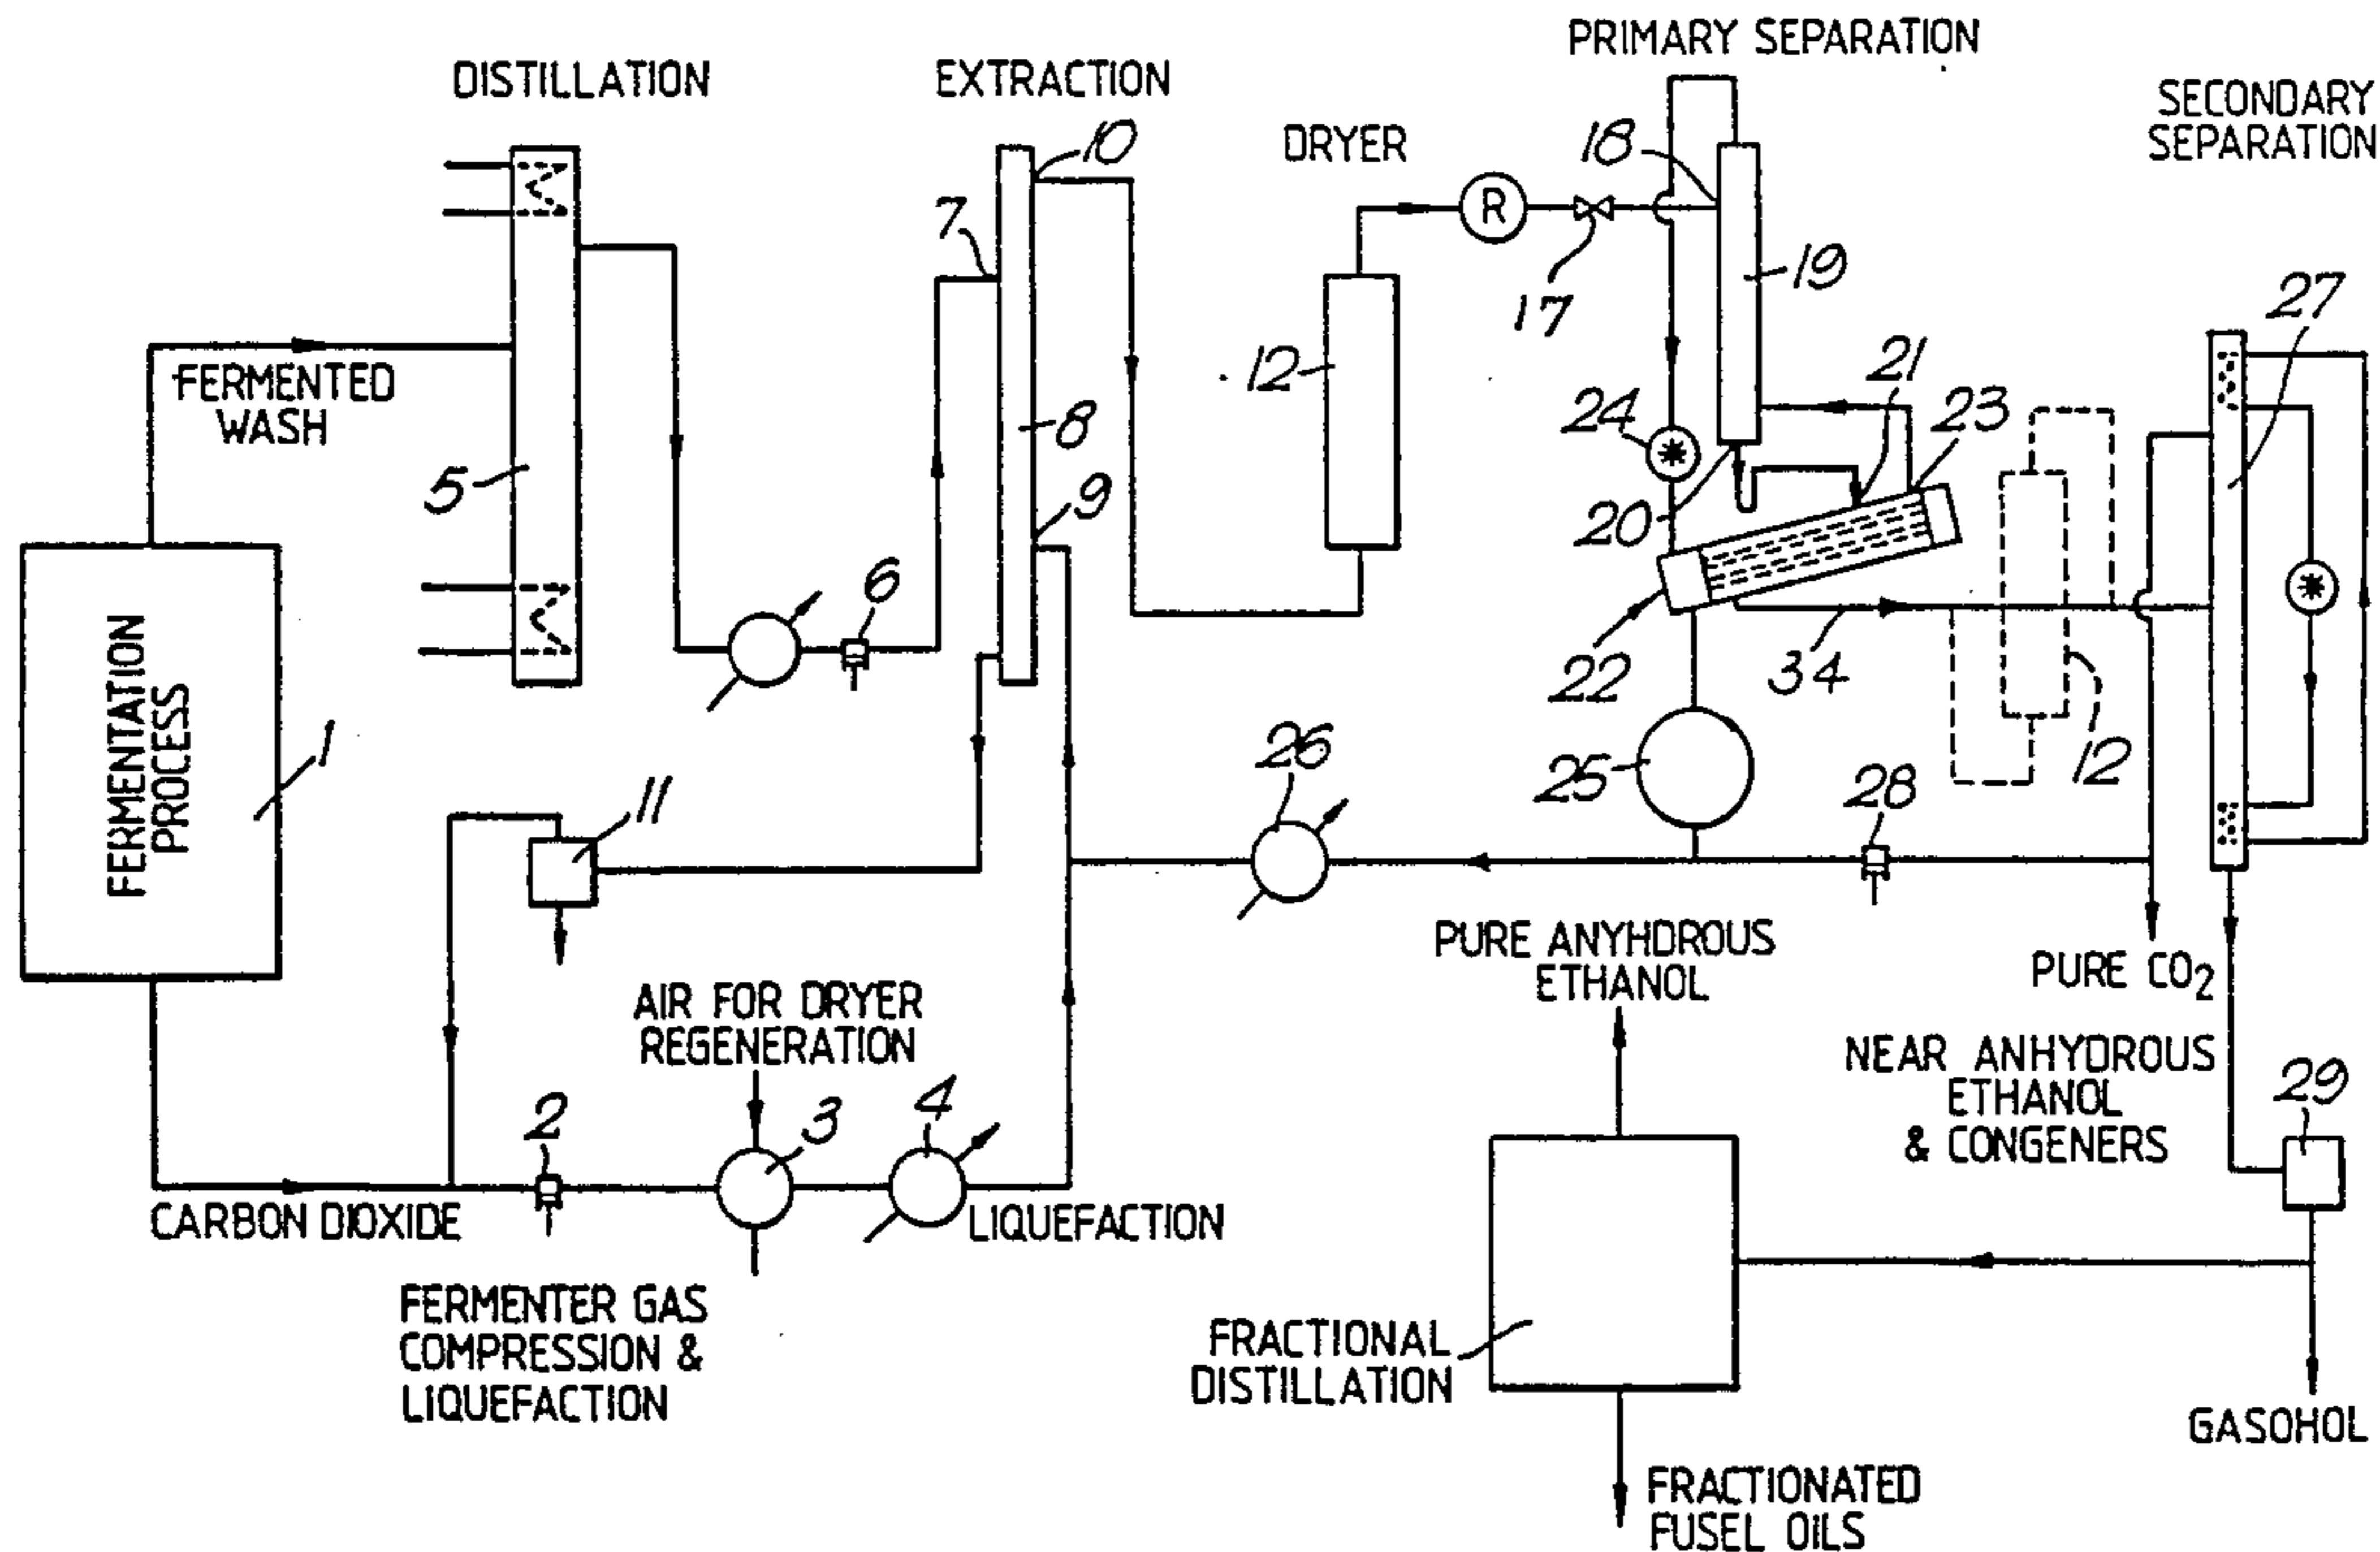 PRIMARY SEPARATION
DISTILLATION
EXTRACTION
SECONDARY
SEPARATION
DRYER
10
18
7
R
17
19
27
FERMENTED
WASH
12
21
23
24
*
8
5
9
20
6
*
22
34
12
FERMENTATION
PROCESS
1
11
26
25
28
PURE ANYHDROUS
ETHANOL
PURE CO2
AIR FOR DRYER
REGENERATION
NEAR ANHYDROUS
ETHANOL
& CONGENERS
29
2
3
4
CARBON DIOXIDE
LIQUEFACTION
FERMENTER GAS
COMPRESSION &
LIQUEFACTION
FRACTIONAL
DISTILLATION
GASOHOL
FRACTIONATED
FUSEL OILS